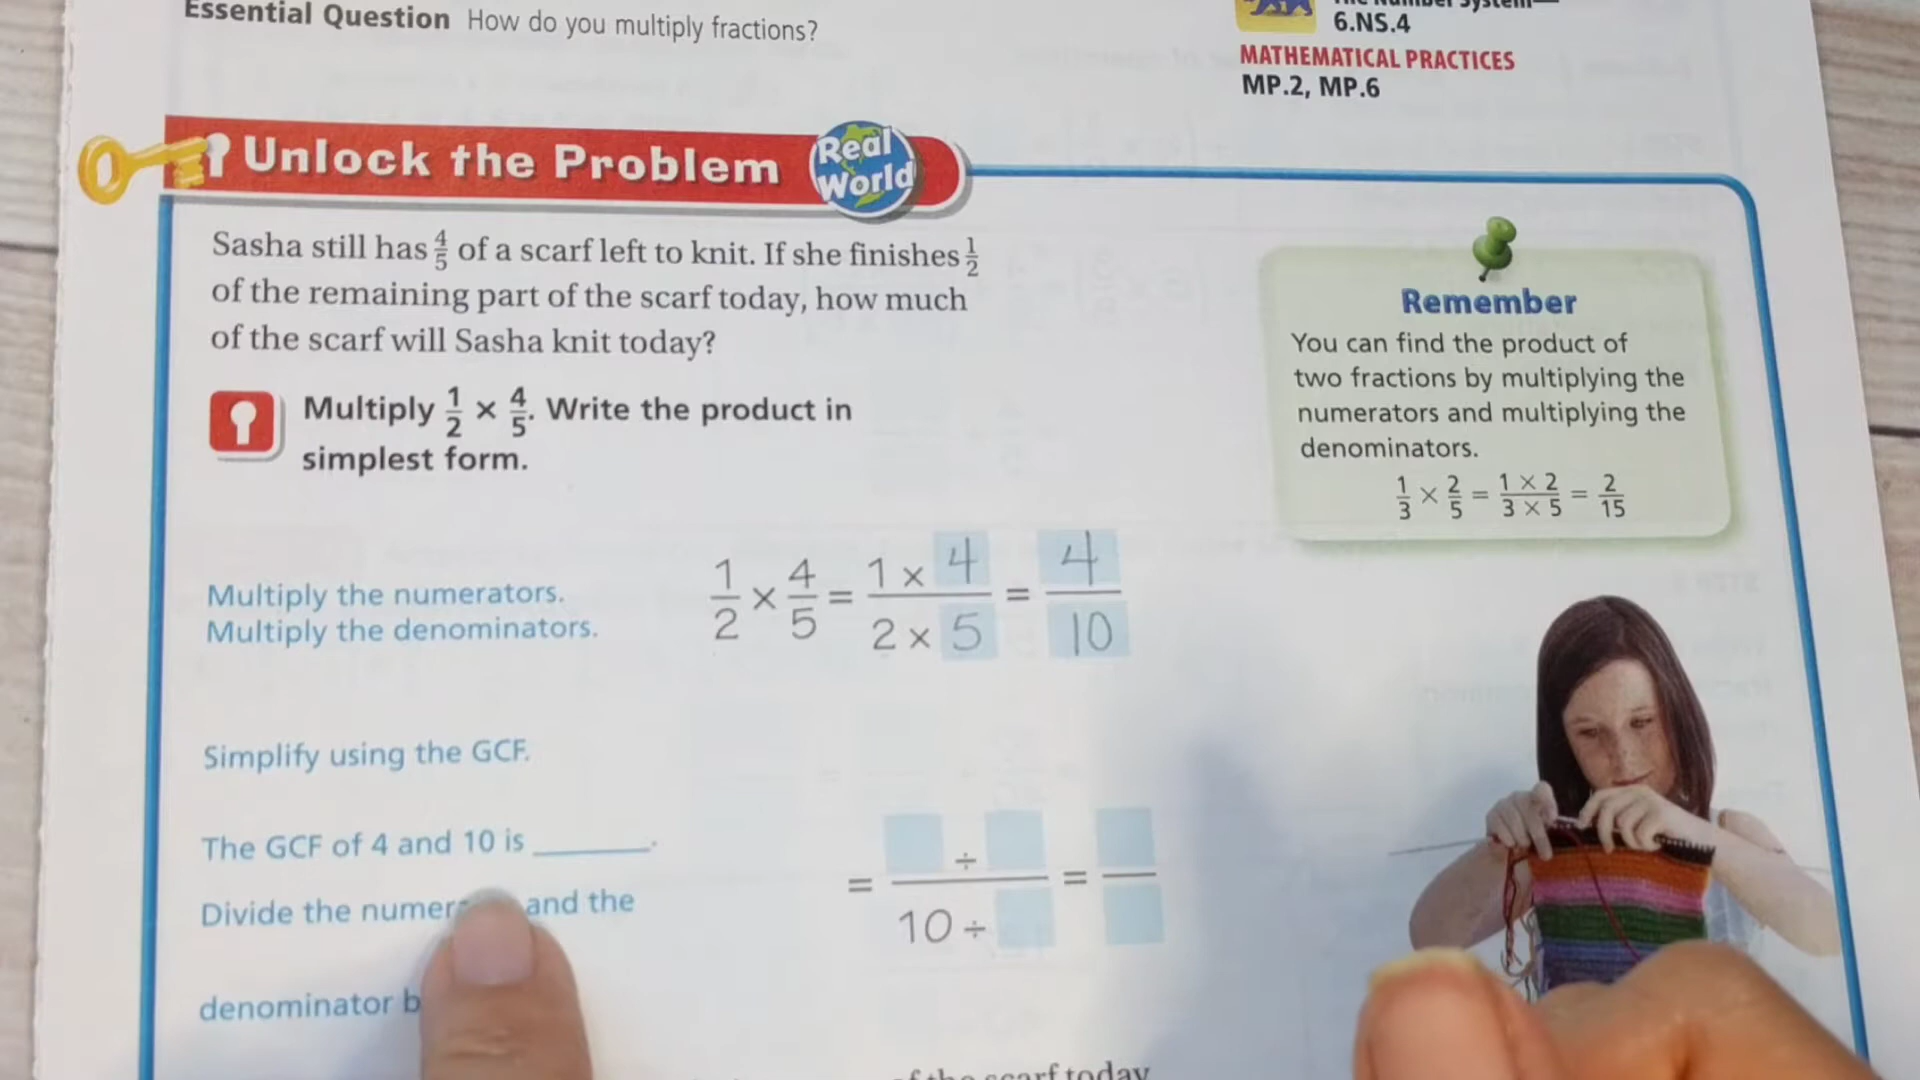 Essential Question How do you multiply fractions?
6.NS.4
MATHEMATICAL PRACTICES
MP.2, MP.6
Unlock the Problem
Real World
Sasha still has 4/5 of a scarf left to knit. If she finishes 1/2
of the remaining part of the scarf today, how much
of the scarf will Sasha knit today?
Multiply 1/2 × 4/5. Write the product in
simplest form.
Remember
You can find the product of
two fractions by multiplying the
numerators and multiplying the
denominators.
1/3 × 2/5 = 1 × 2/3 × 5 = 2/15
Multiply the numerators.
Multiply the denominators.
1/2 × 4/5 = 1 × 4/2 × 5 = 4/10
Simplify using the GCF.
The GCF of 4 and 10 is ______.
Divide the and the
denominator
= ÷ / 10 ÷ =
scarf today